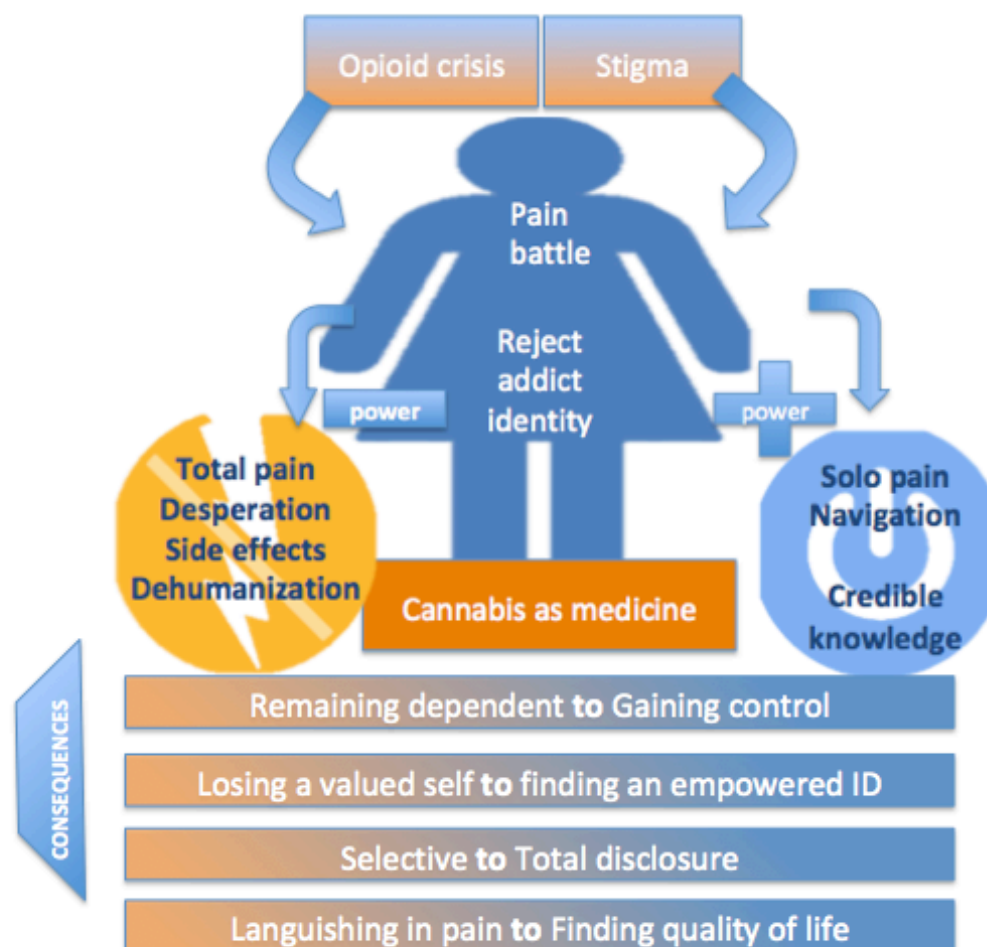 Opioid crisis
Stigma
Pain
battle
Reject
addict
identity
power
power
Total pain
Desperation
Side effects
Dehumanization
Solo pain
Navigation
Credible
knowledge
Cannabis as medicine
CONSEQUENCES
Remaining dependent to Gaining control
Losing a valued self to finding an empowered ID
Selective to Total disclosure
Languishing in pain to Finding quality of life